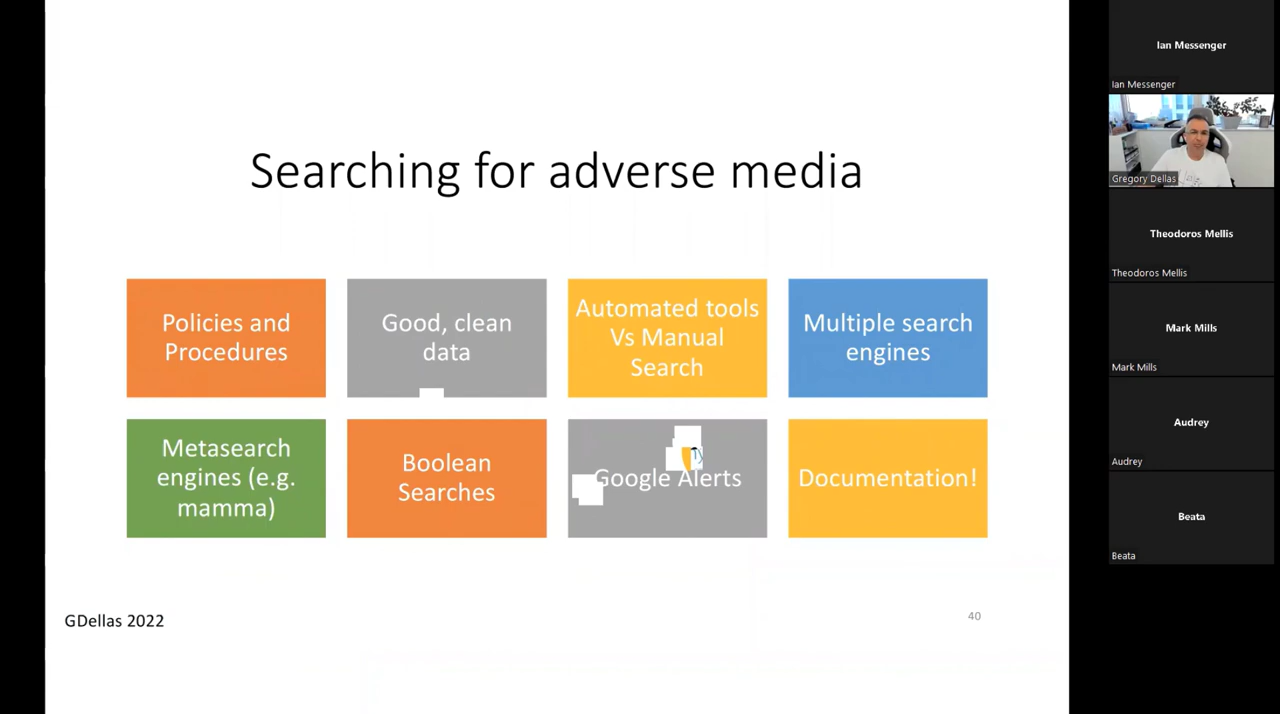 Searching for adverse media
Policies and
Procedures
Good, clean
data
Automated tools
Vs Manual
Search
Multiple search
engines
Metasearch
engines (e.g.
mamma)
Boolean
Searches
Google Alerts
Documentation!
GDellas 2022
40
Ian Messenger
Ian Messenger
Gregory Dellas
Theodoros Mellis
Theodoros Mellis
Mark Mills
Mark Mills
Audrey
Audrey
Beata
Beata